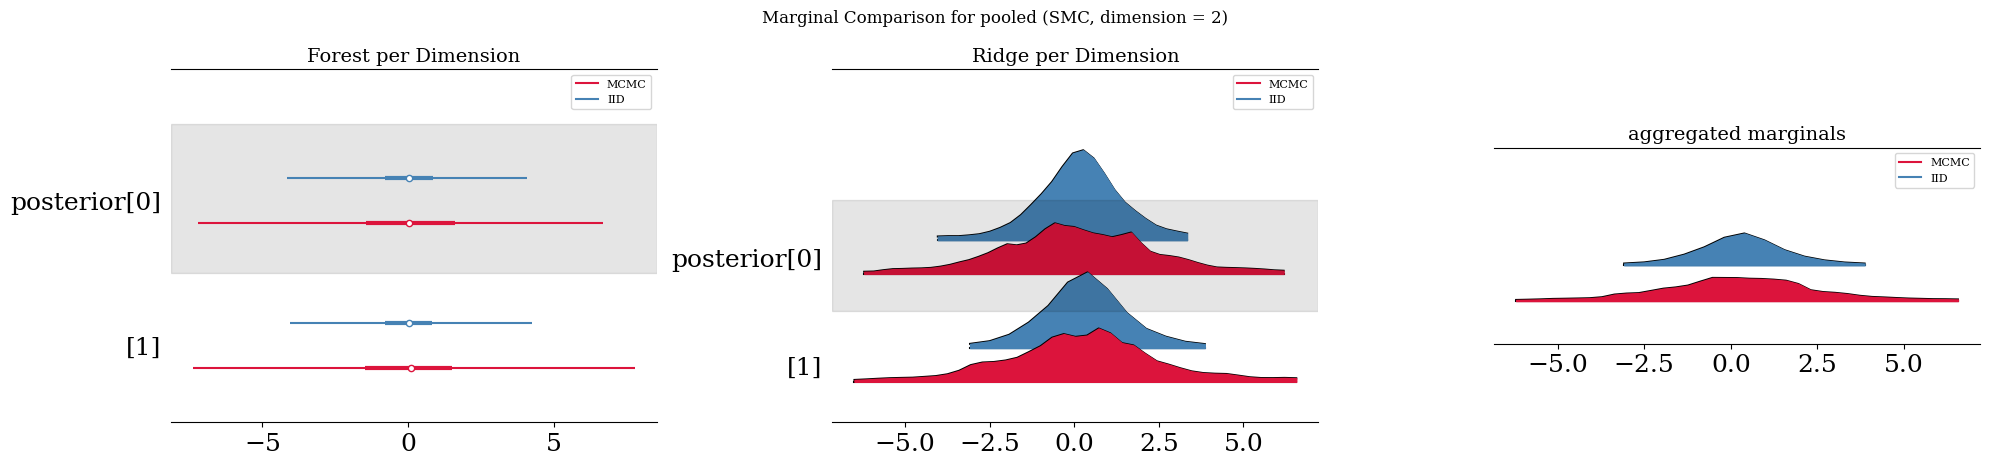 Marginal Comparison for pooled (SMC, dimension = 2)
Forest per Dimension
MCMC
IID
posterior[0]
[1]
−5 0 5
Ridge per Dimension
MCMC
IID
posterior[0]
[1]
−5.0 −2.5 0.0 2.5 5.0
aggregated marginals
MCMC
IID
−5.0 −2.5 0.0 2.5 5.0